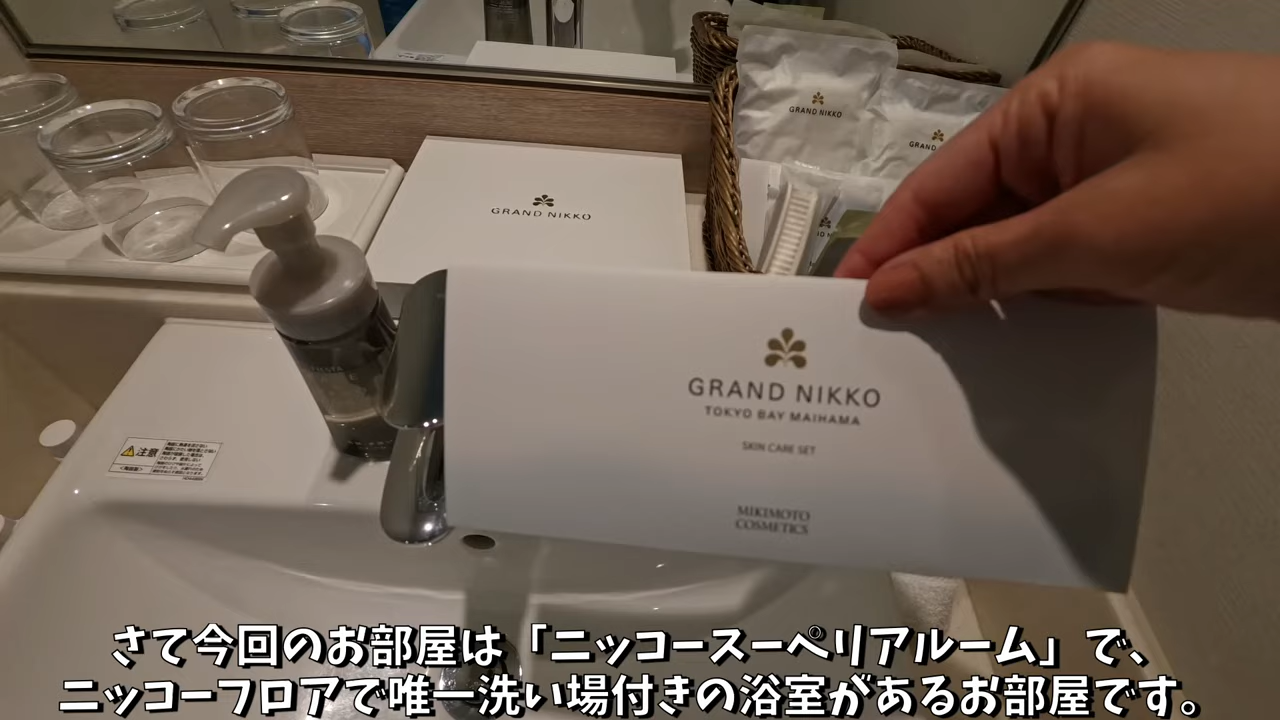 GRAND NIKKO
GRAND NIKKO
GRAND NIKKO
TOKYO BAY MAIHAMA
SKIN CARE SET
MIKIMOTO
COSMETICS
注意
さて今回のお部屋は「ニッコースーペリアルーム」で、
ニッコーフロアで唯一洗い場付きの浴室があるお部屋です。